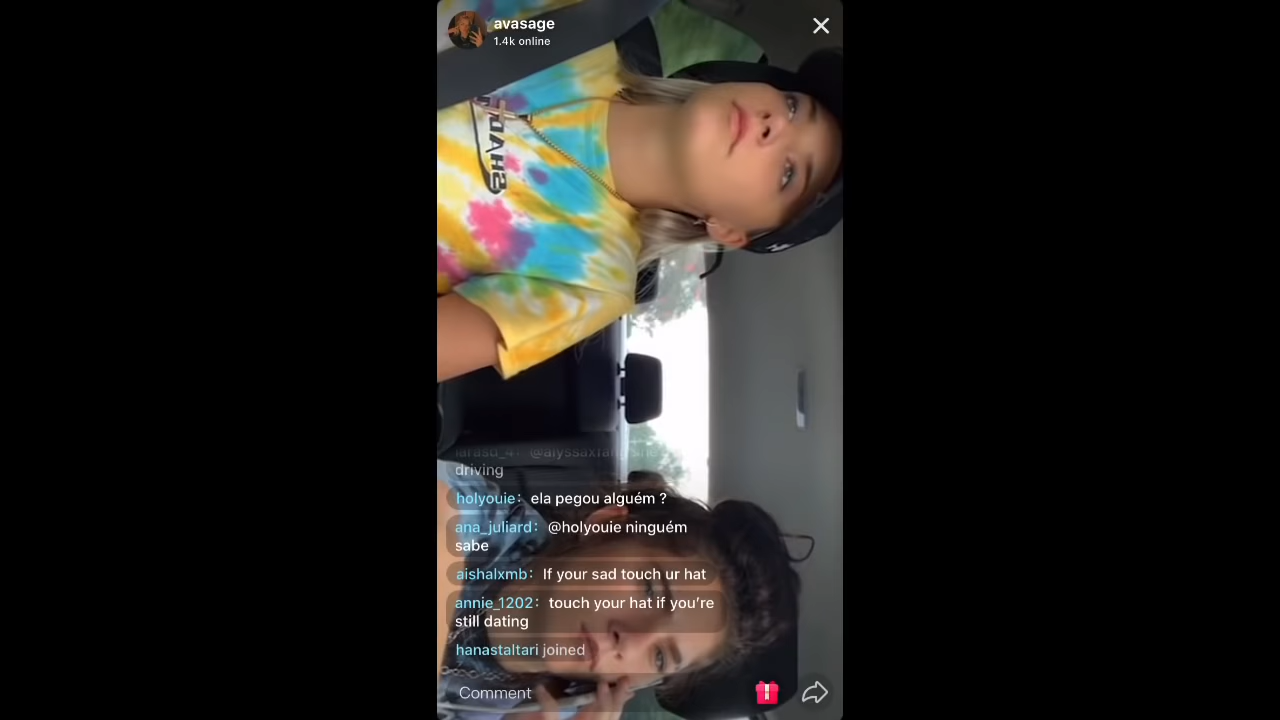 avasage
1.4k online
driving
holyouie: ela pegou alguém ?
ana_juliard: @holyouie ninguém
sabe
aishalxmb: If your sad touch ur hat
annie_1202: touch your hat if you’re
still dating
hanastaltari joined
Comment